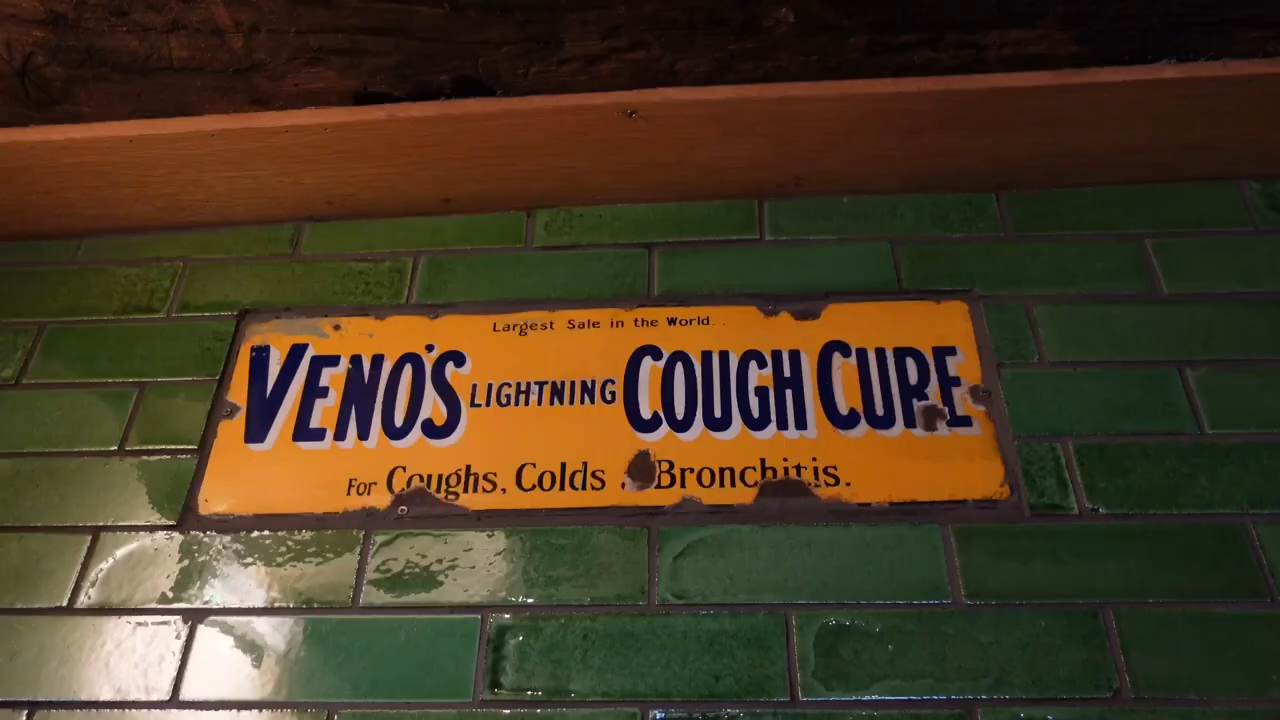 Largest Sale in the World..
VENO'S LIGHTNING COUGH CURE
For Coughs, Colds & Bronchitis.